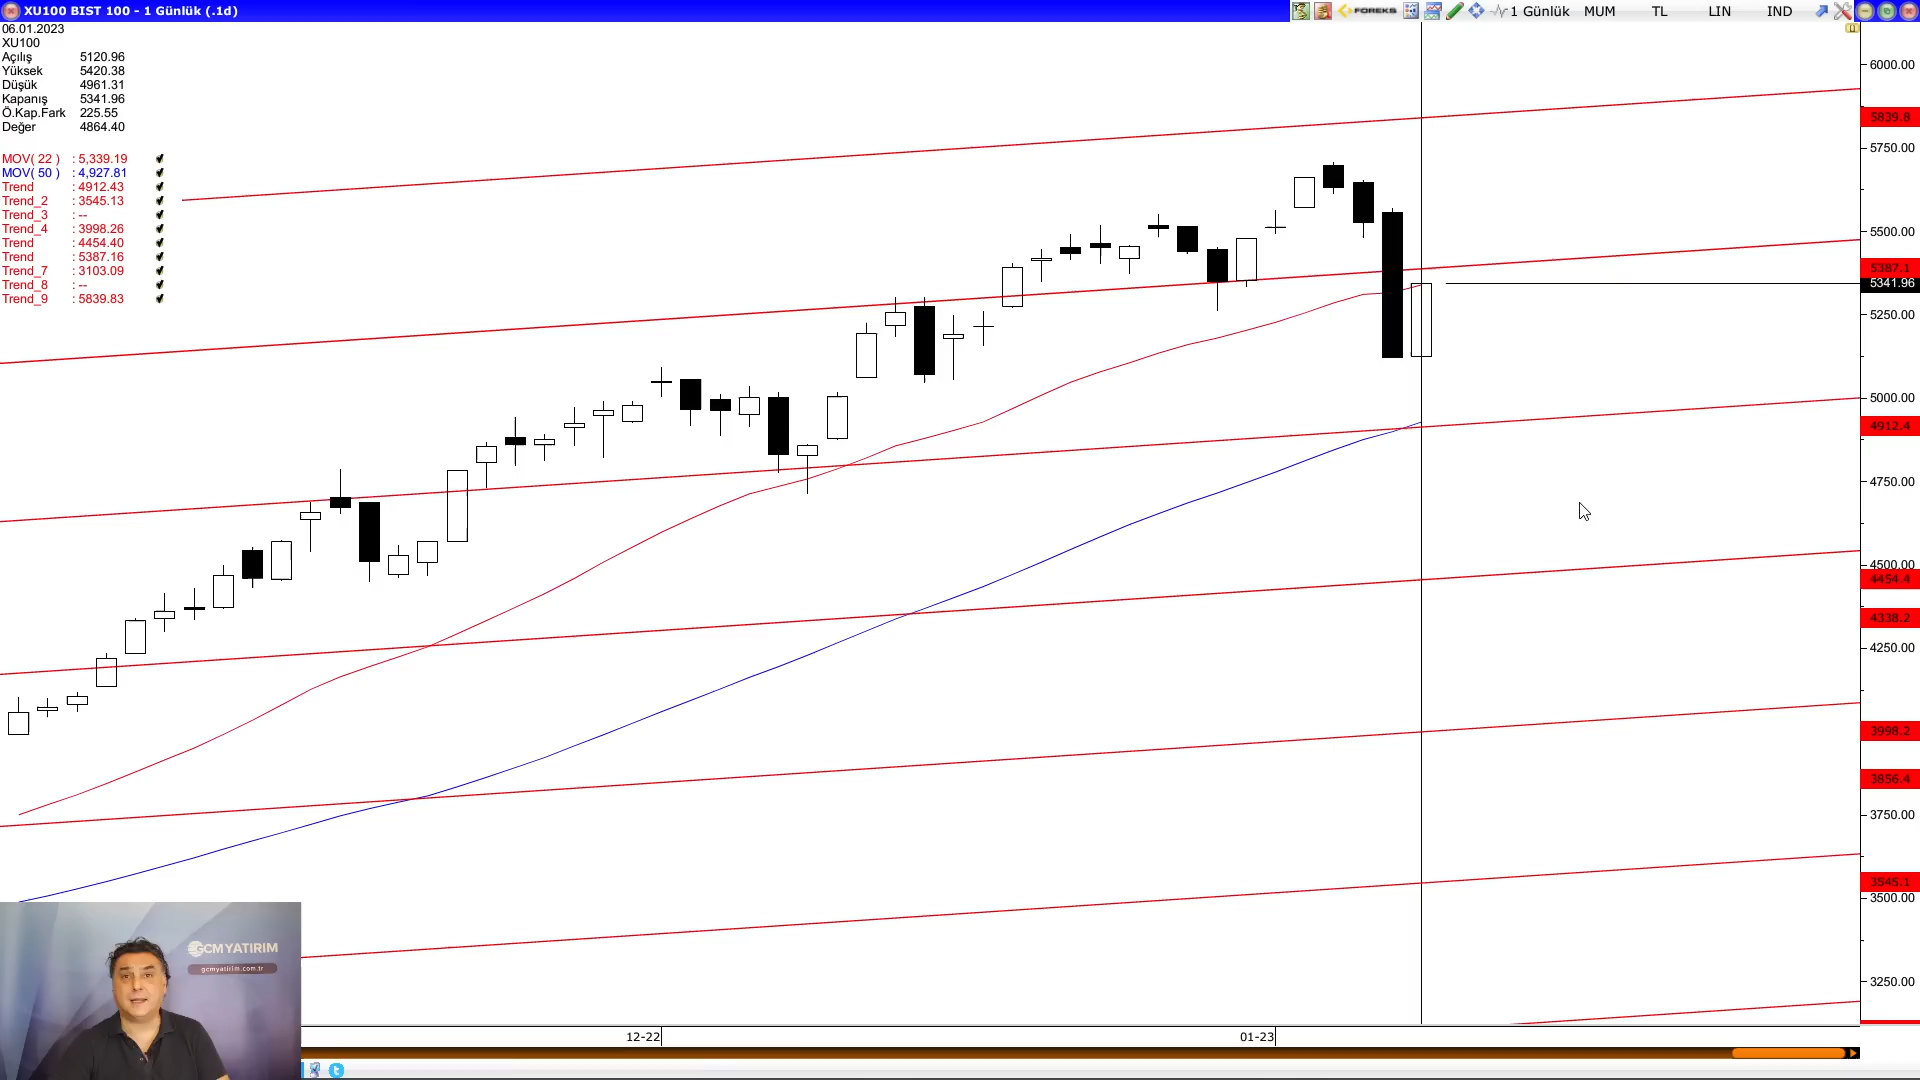 XU100 BIST 100 - 1 Günlük (.1d)
FOREKS
1 Günlük MUM TL LIN IND
06.01.2023
XU100
Açılış 5120.96
Yüksek 5420.38
Düşük 4961.31
Kapanış 5341.96
Ö.Kap.Fark 225.55
Değer 4864.40
MOV( 22 ) : 5,339.19
MOV( 50 ) : 4,927.81
Trend : 4912.43
Trend_2 : 3545.13
Trend_3 : --
Trend_4 : 3998.26
Trend : 4454.40
Trend : 5387.16
Trend_7 : 3103.09
Trend_8 : --
Trend_9 : 5839.83
6000.00
5839.8
5750.00
5500.00
5387.1
5341.96
5250.00
5000.00
4912.4
4750.00
4500.00
4454.4
4338.2
4250.00
3998.2
3856.4
3750.00
3545.1
3500.00
3250.00
GCM YATIRIM
gcmyatirim.com.tr
12-22
01-23